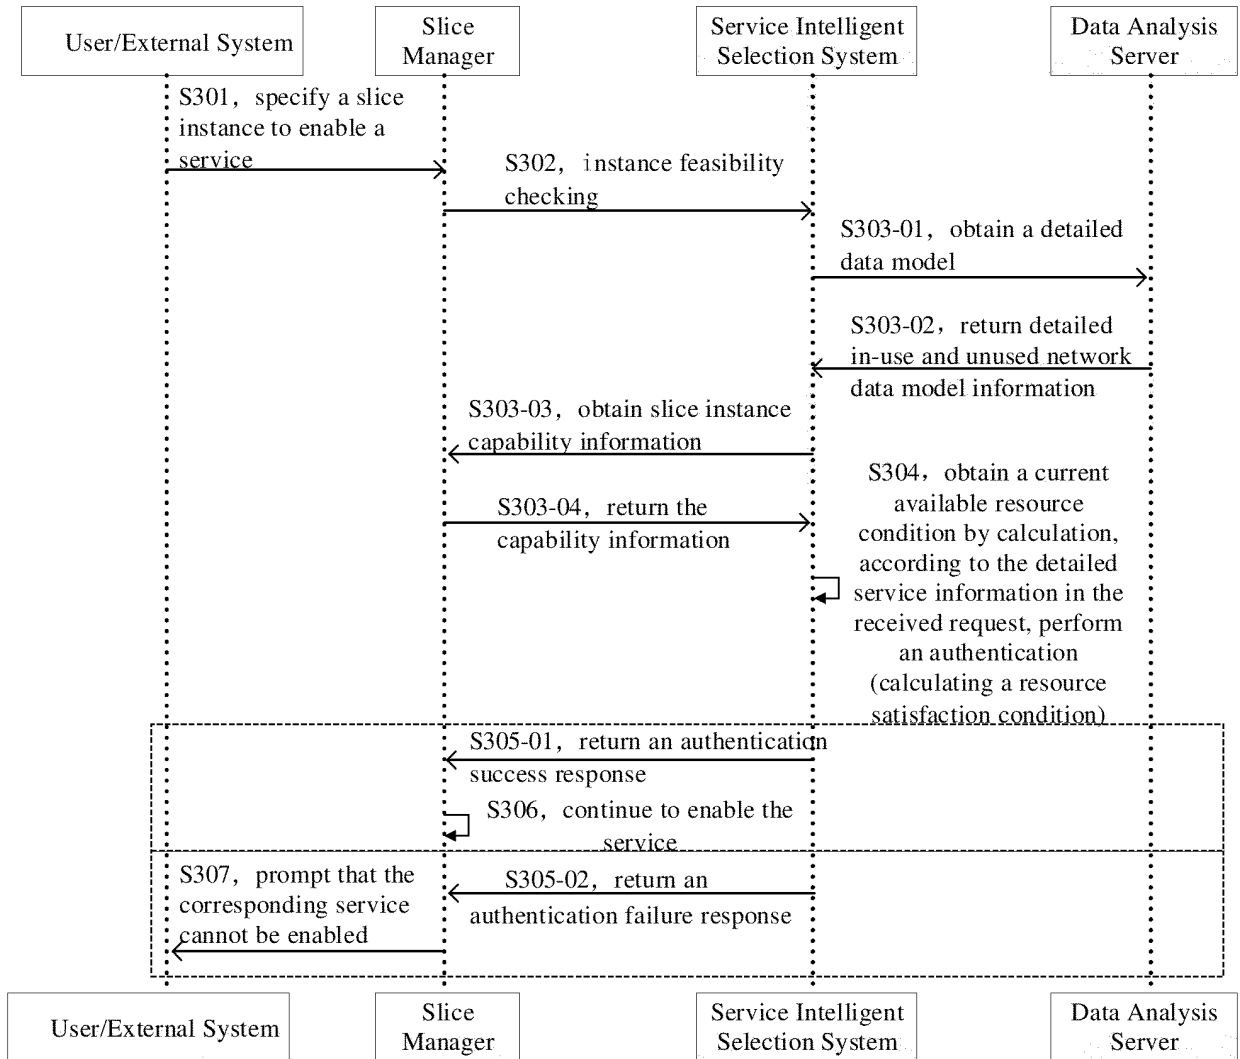 User/External System
Slice
Manager
Service Intelligent
Selection System
Data Analysis
Server
S301, specify a slice
instance to enable a
service
S302, instance feasibility
checking
S303-01, obtain a detailed
data model
S303-02, return detailed
in-use and unused network
data model information
S303-03, obtain slice instance
capability information
S303-04, return the
capability information
S304, obtain a current
available resource
condition by calculation,
according to the detailed
service information in the
received request, perform
an authentication
(calculating a resource
satisfaction condition)
S305-01, return an authentication
success response
S306, continue to enable the
service
S305-02, return an
authentication failure response
S307, prompt that the
corresponding service
cannot be enabled
User/External System
Slice
Manager
Service Intelligent
Selection System
Data Analysis
Server